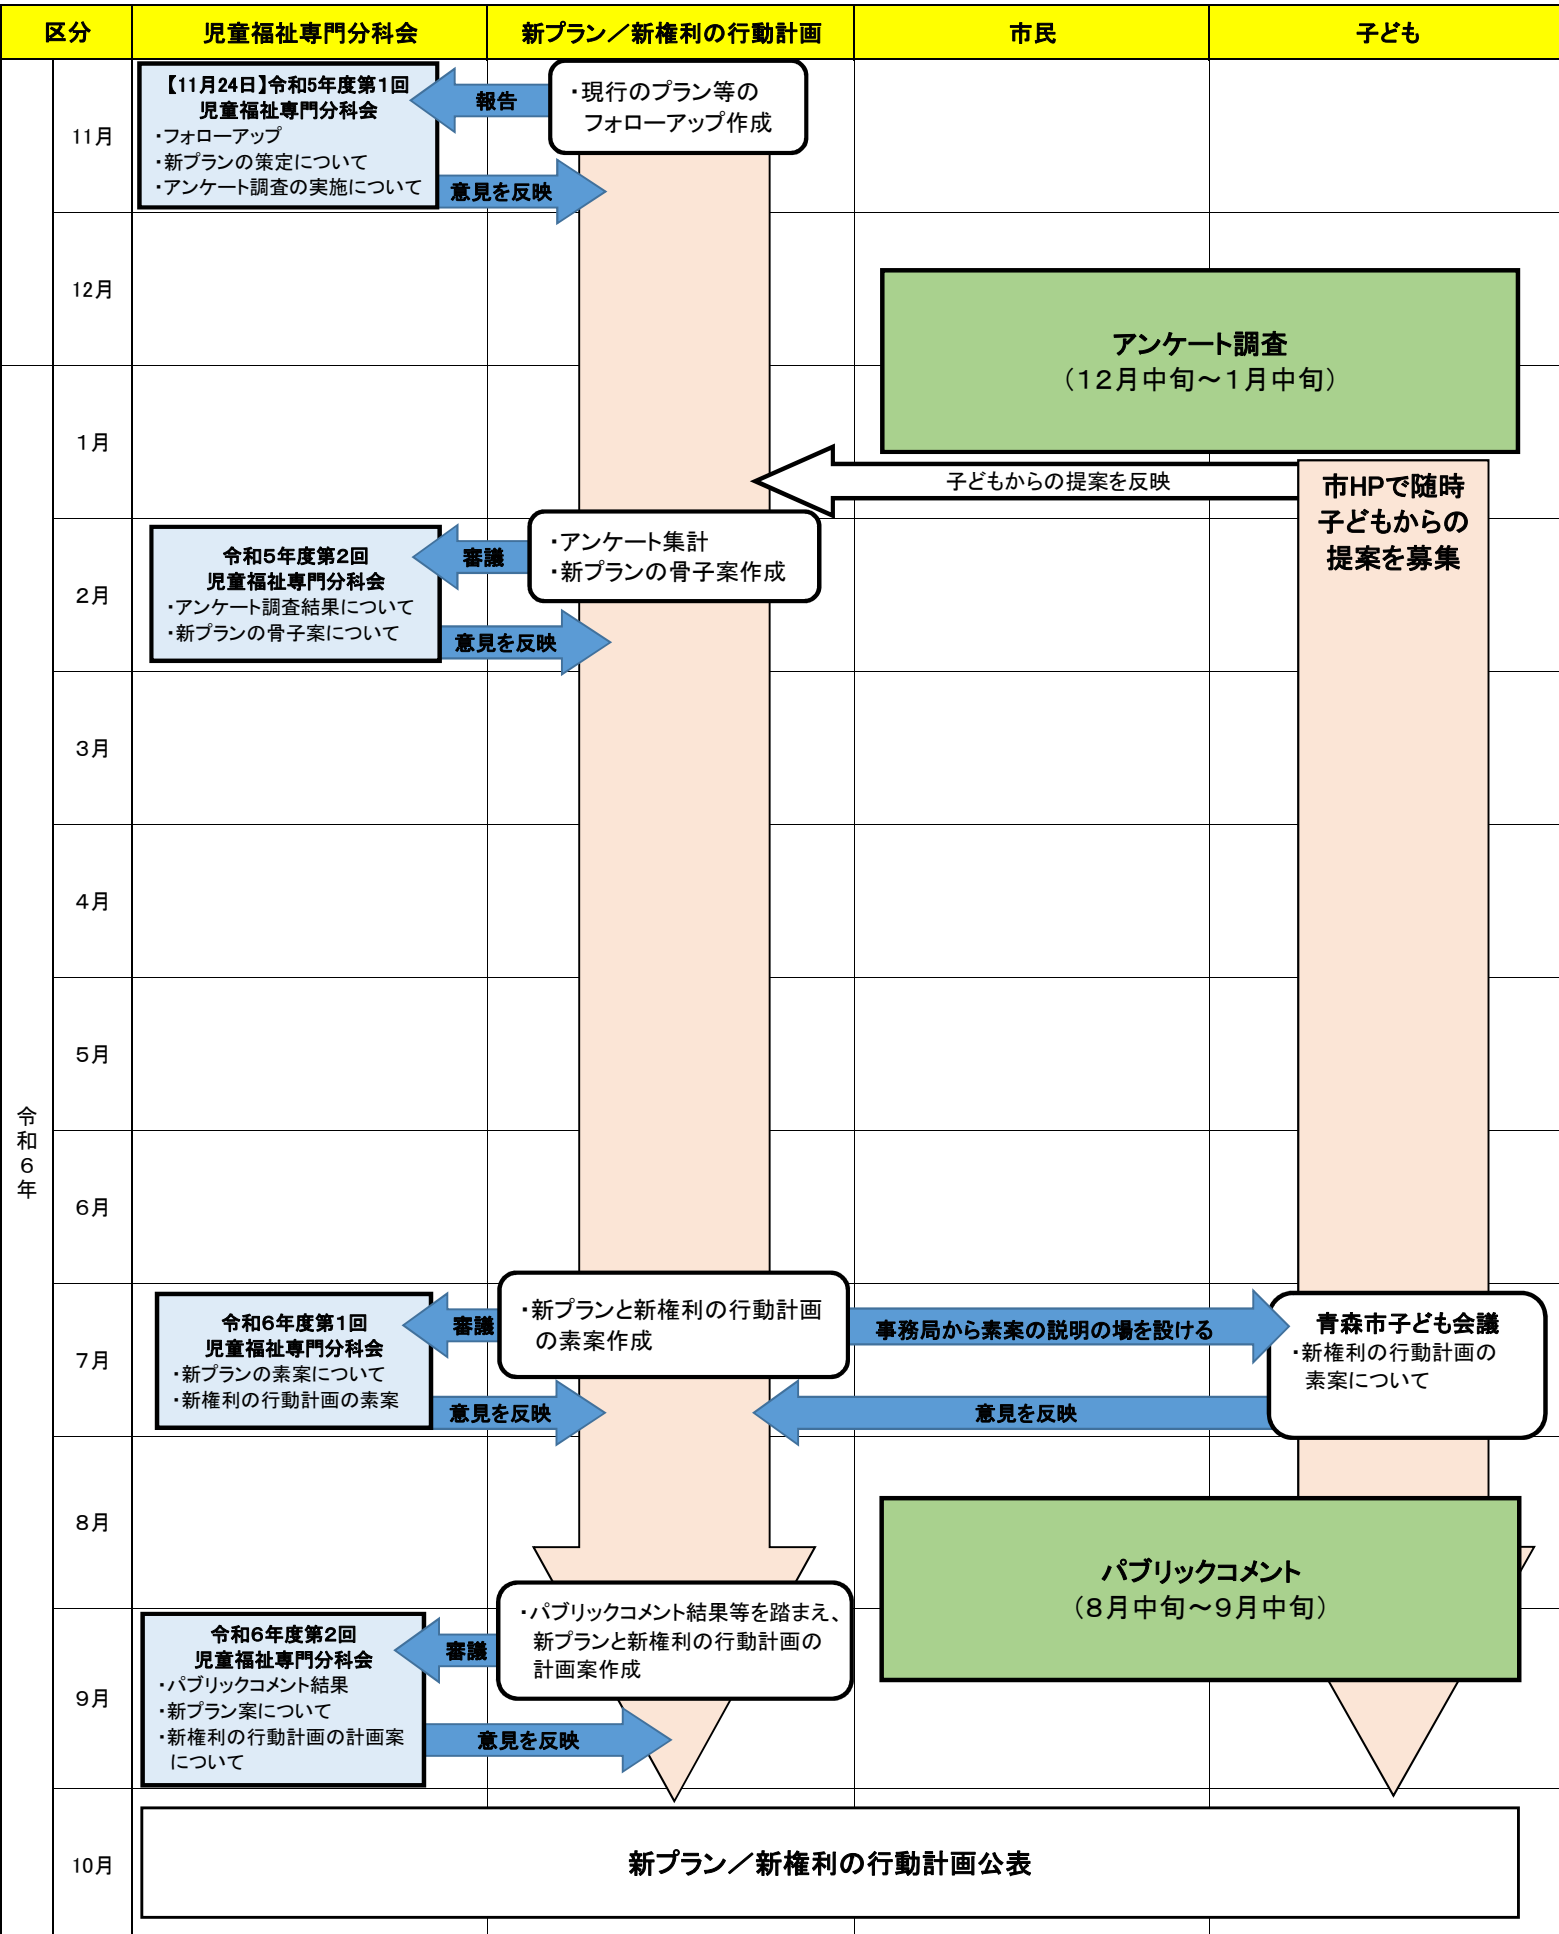 区分
児童福祉専門分科会
新プラン／新権利の行動計画
市民
子ども
11月
【11月24日】令和5年度第1回
児童福祉専門分科会
・フォローアップ
・新プランの策定について
・アンケート調査の実施について
報告
・現行のプラン等の
フォローアップ作成
意見を反映
12月
アンケート調査
（12月中旬～1月中旬）
令和6年
1月
子どもからの提案を反映
市HPで随時
子どもからの
提案を募集
2月
令和5年度第2回
児童福祉専門分科会
・アンケート調査結果について
・新プランの骨子案について
審議
・アンケート集計
・新プランの骨子案作成
意見を反映
3月
4月
5月
6月
7月
令和6年度第1回
児童福祉専門分科会
・新プランの素案について
・新権利の行動計画の素案
審議
・新プランと新権利の行動計画
の素案作成
事務局から素案の説明の場を設ける
青森市子ども会議
・新権利の行動計画の
素案について
意見を反映
意見を反映
8月
パブリックコメント
（8月中旬～9月中旬）
9月
令和6年度第2回
児童福祉専門分科会
・パブリックコメント結果
・新プラン案について
・新権利の行動計画の計画案
について
審議
・パブリックコメント結果等を踏まえ、
新プランと新権利の行動計画の
計画案作成
意見を反映
10月
新プラン／新権利の行動計画公表